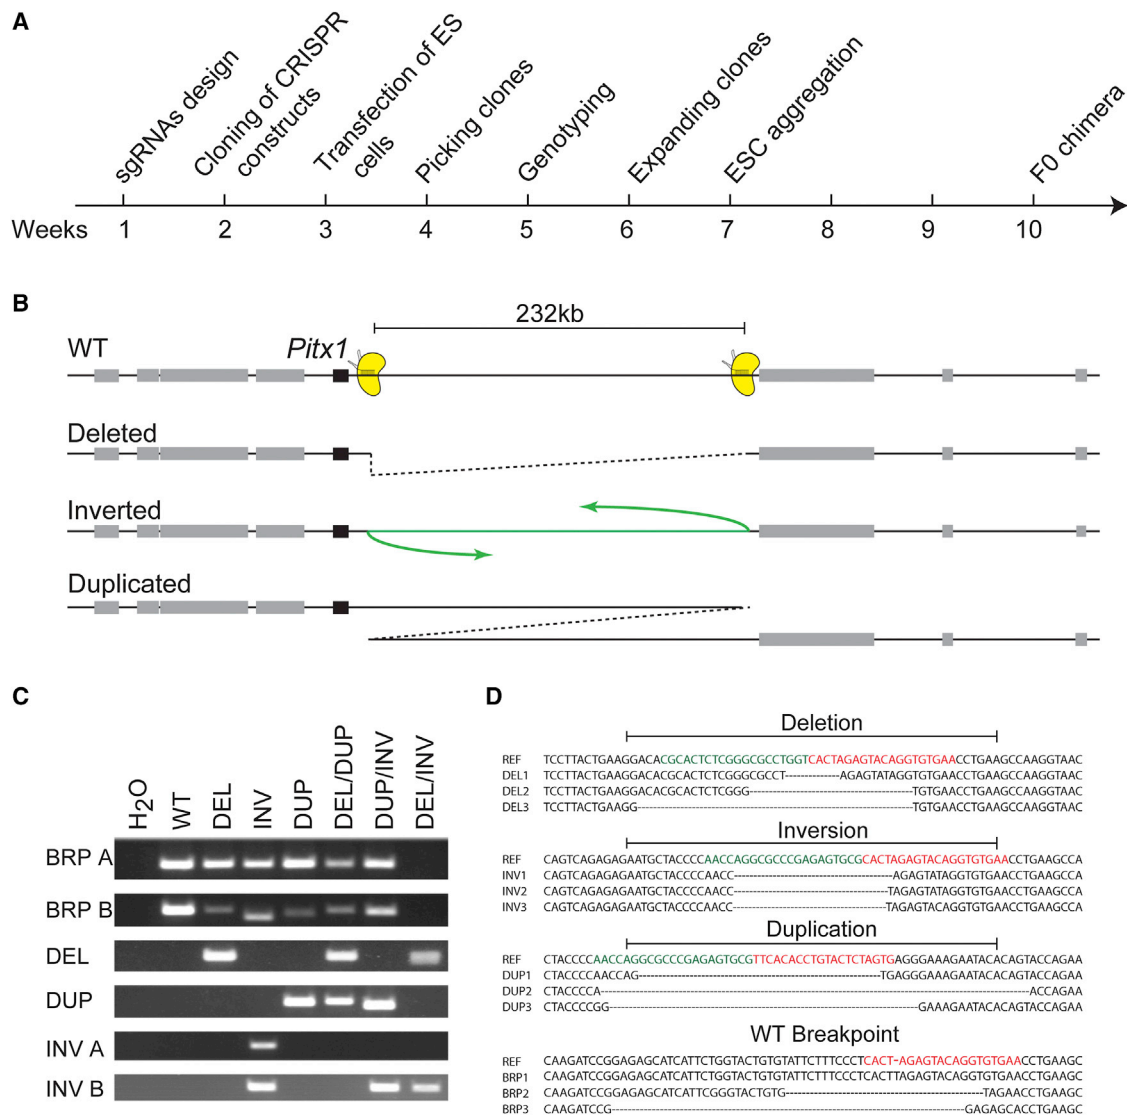 A
sgRNAs design
Cloning of CRISPR
constructs
Transfection of ES
cells
Picking clones
Genotyping
Expanding clones
ESC aggregation
F0 chimera
Weeks 1 2 3 4 5 6 7 8 9 10
B
232kb
WT
Pitx1
Deleted
Inverted
Duplicated
C
H2O WT DEL INV DUP DEL/DUP DUP/INV DEL/INV
BRP A
BRP B
DEL
DUP
INV A
INV B
D
Deletion
REF TCCTTACTGAAGGACACGCACTCTCGGGCGCCTGGTCACTAGAGTACAGGTGTGAACCTGAAGCCAAGGTAAC
DEL1 TCCTTACTGAAGGACACGCACTCTCGGGCGCCT-----------AGAGTATAGGTGTGAACCTGAAGCCAAGGTAAC
DEL2 TCCTTACTGAAGGACACGCACTCTCGGG---------------------------------TGTGAACCTGAAGCCAAGGTAAC
DEL3 TCCTTACTGAAGG-------------------------------------------------------TGTGAACCTGAAGCCAAGGTAAC
Inversion
REF CAGTCAGAGAGAATGCTACCCCAACCAGGCGCCCGAGAGTGCGCACTAGAGTACAGGTGTGAACCTGAAGCCA
INV1 CAGTCAGAGAGAATGCTACCCCAACC--------------------------------AGAGTATAGGTGTGAACCTGAAGCCA
INV2 CAGTCAGAGAGAATGCTACCCCAACC-------------------------------TAGAGTATAGGTGTGAACCTGAAGCCA
INV3 CAGTCAGAGAGAATGCTACCCCAACC-------------------------------TAGAGTACAGGTGTGAACCTGAAGCCA
Duplication
REF CTACCCCAACCAGGCGCCCGAGAGTGCGTTCACACCTGTACTCTAGTGAGGGAAAGAATACACAGTACCAGAA
DUP1 CTACCCCAACCAG-------------------------------------------------TGAGGGAAAGAATACACAGTACCAGAA
DUP2 CTACCCCA---------------------------------------------------------------------------------------ACCAGAA
DUP3 CTACCCCGG---------------------------------------------------------------GAAAGAATACACAGTACCAGAA
WT Breakpoint
REF CAAGATCCGGAGAGCATCATTCTGGTACTGTGTATTCTTTCCCTCACT-AGAGTACAGGTGTGAACCTGAAGC
BRP1 CAAGATCCGGAGAGCATCATTCTGGTACTGTGTATTCTTTCCCTCACTTAGAGTACAGGTGTGAACCTGAAGC
BRP2 CAAGATCCGGAGAGCATCATTCGGGTACTGTG----------------------------------------TAGAACCTGAAGC
BRP3 CAAGATCCG------------------------------------------------------------------------GAGAGCACCTGAAGC